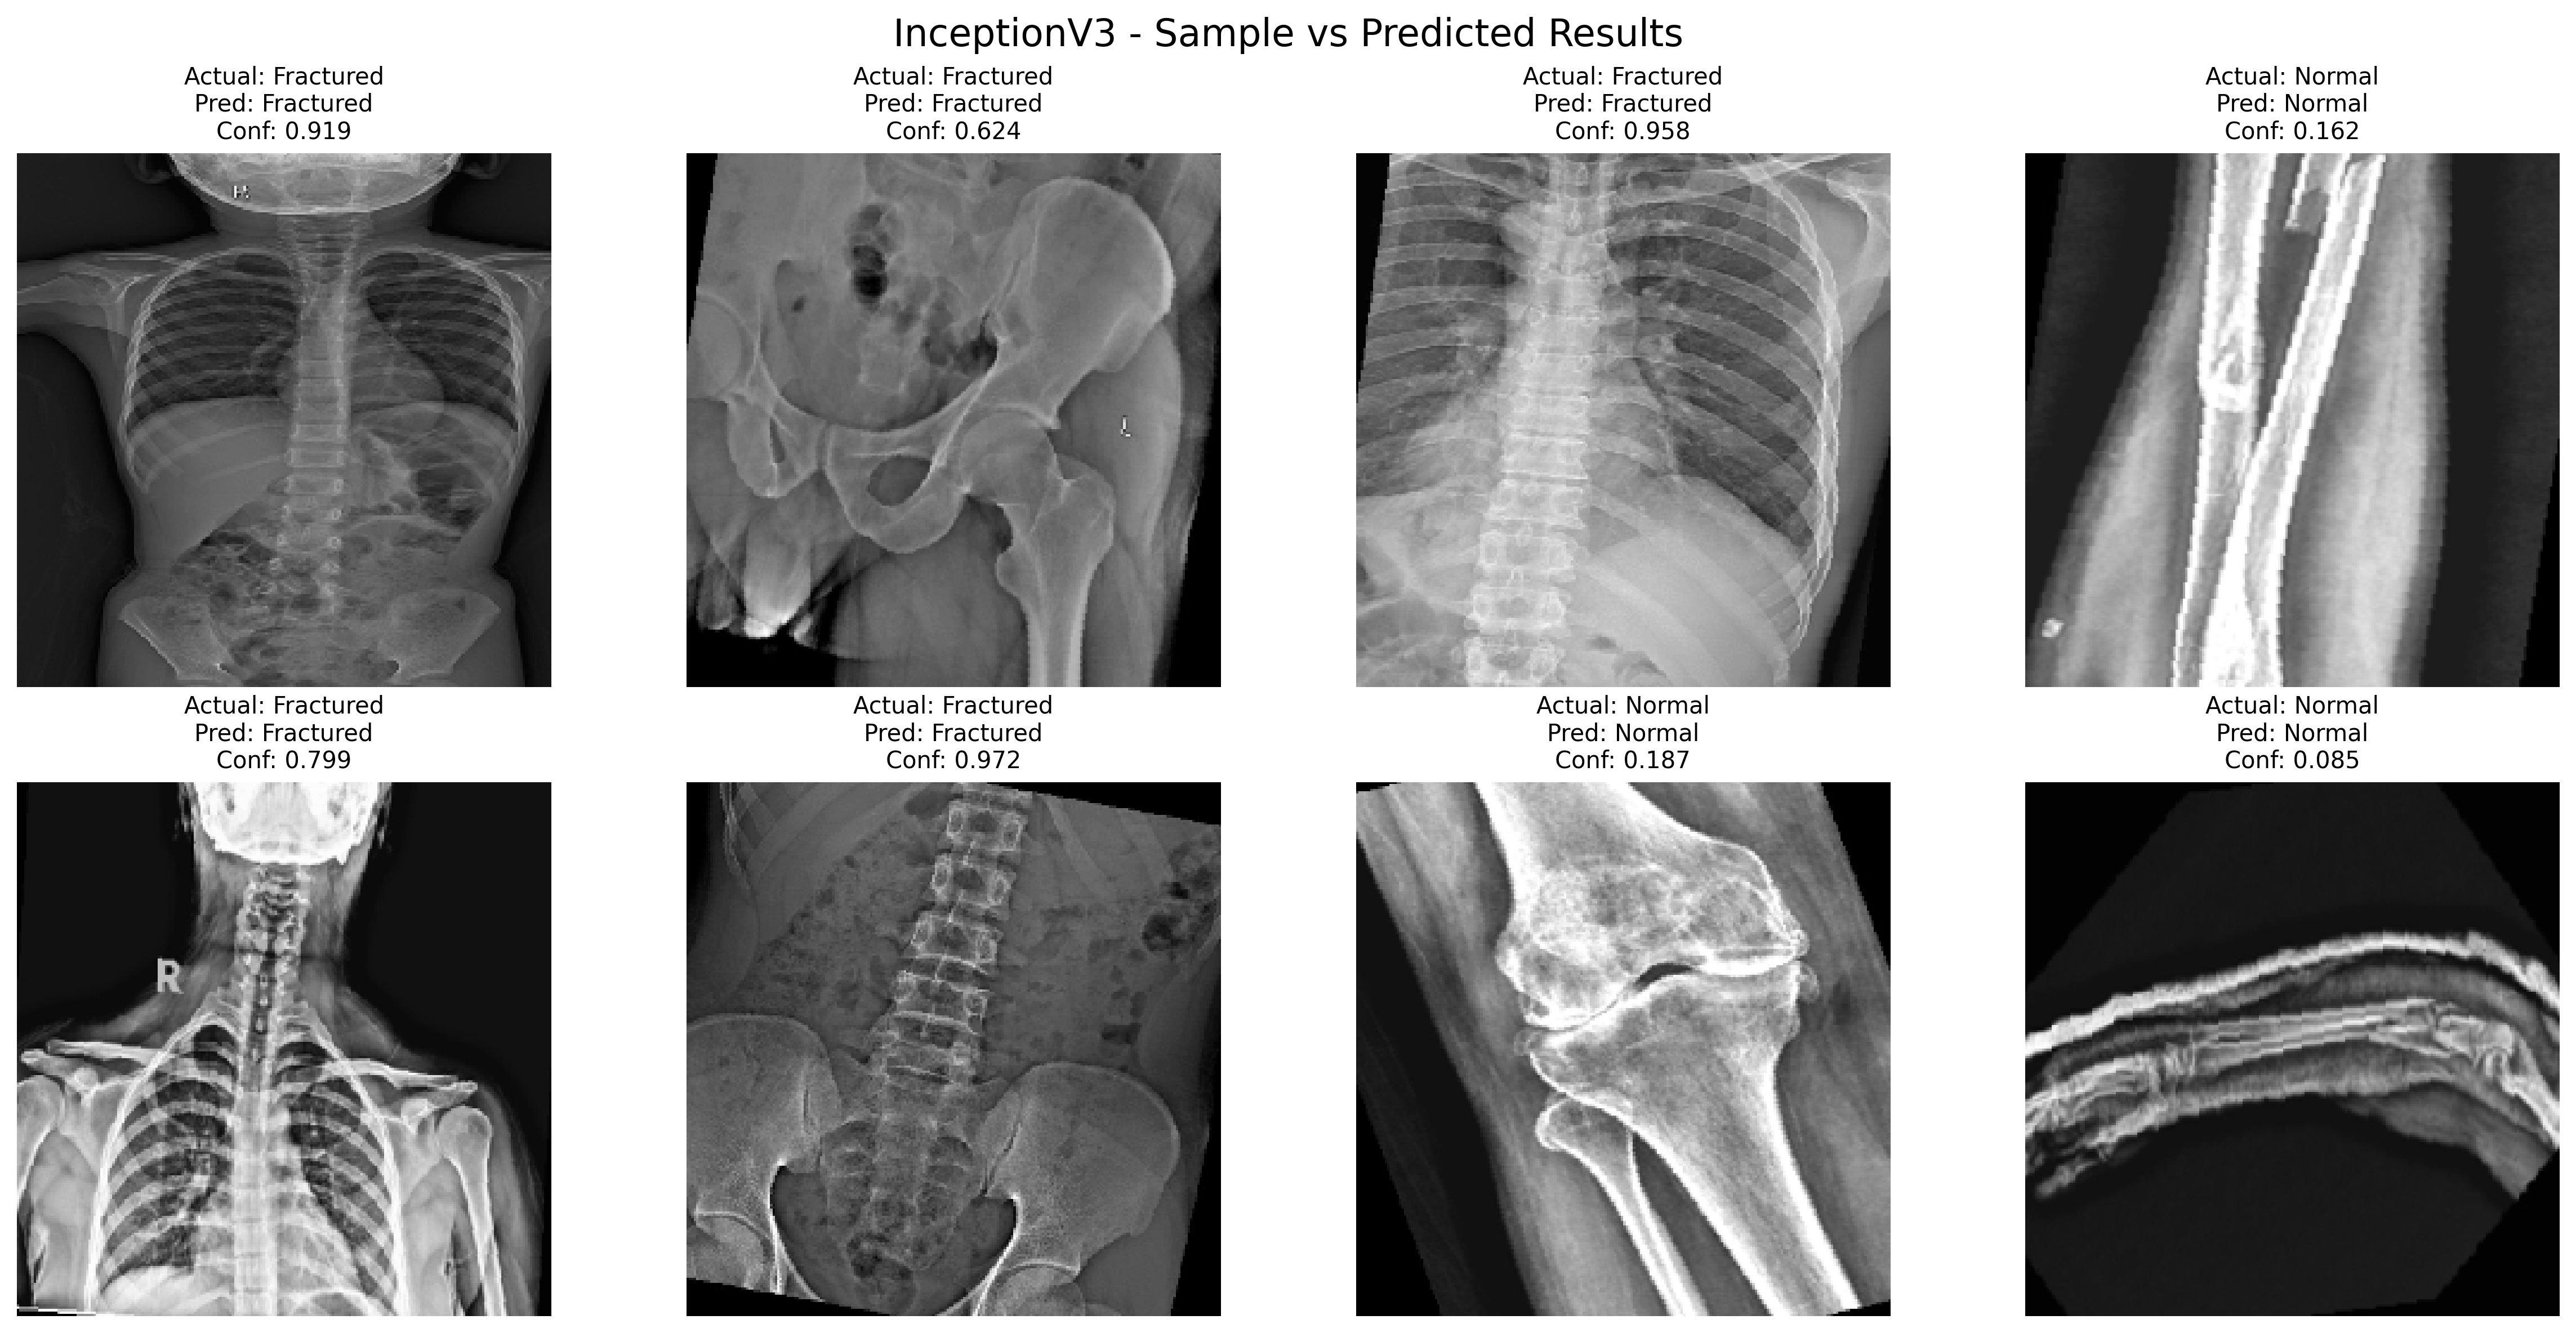 InceptionV3 - Sample vs Predicted Results
Actual: Fractured
Pred: Fractured
Conf: 0.919
Actual: Fractured
Pred: Fractured
Conf: 0.624
Actual: Fractured
Pred: Fractured
Conf: 0.958
Actual: Normal
Pred: Normal
Conf: 0.162
L
Actual: Fractured
Pred: Fractured
Conf: 0.799
Actual: Fractured
Pred: Fractured
Conf: 0.972
Actual: Normal
Pred: Normal
Conf: 0.187
Actual: Normal
Pred: Normal
Conf: 0.085
R